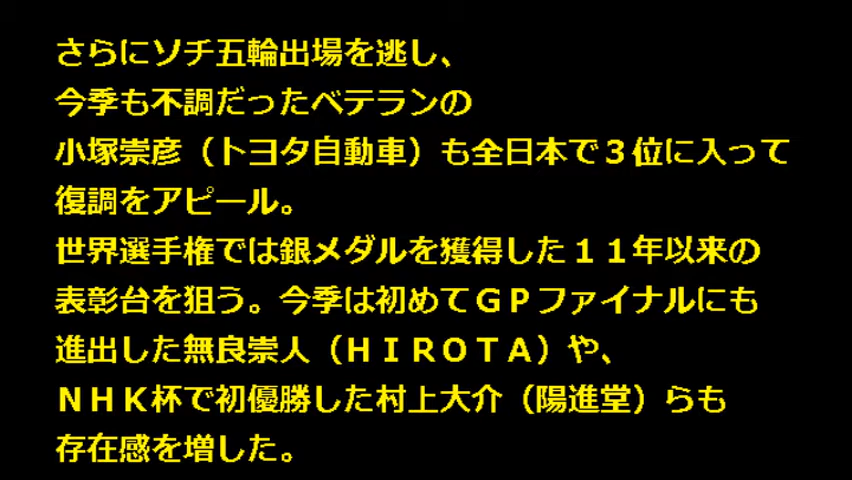 さらにソチ五輪出場を逃し、
今季も不調だったベテランの
小塚崇彦（トヨタ自動車）も全日本で３位に入って
復調をアピール。
世界選手権では銀メダルを獲得した１１年以来の
表彰台を狙う。今季は初めてＧＰファイナルにも
進出した無良崇人（ＨＩＲＯＴＡ）や、
ＮＨＫ杯で初優勝した村上大介（陽進堂）らも
存在感を増した。